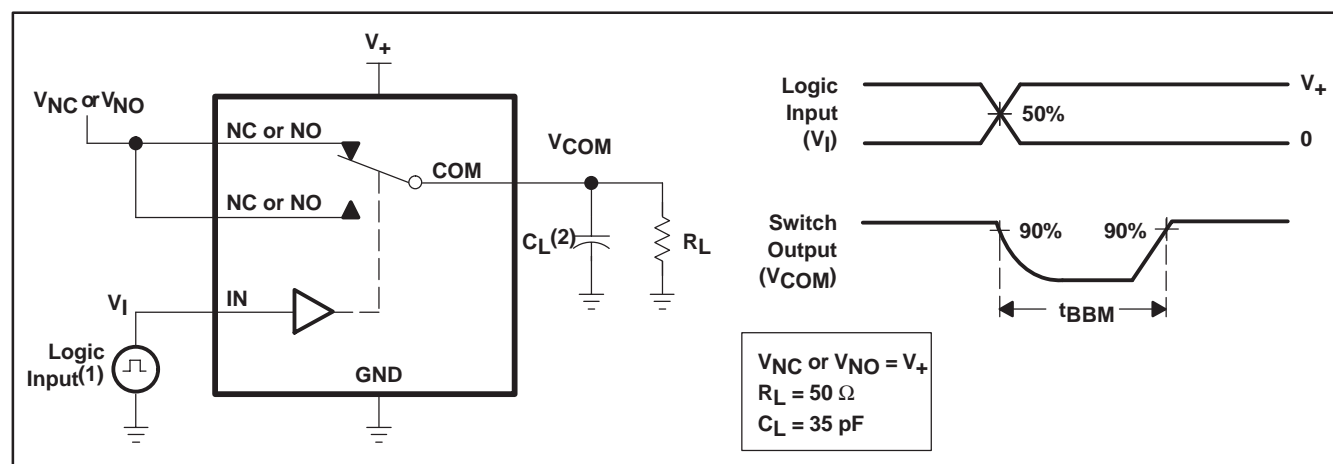 V+
VNC or VNO
NC or NO
VCOM
COM
NC or NO
CL(2)
RL
VI
IN
Logic
Input(1)
GND
Logic
Input
(VI)
V+
50%
0
Switch
Output
(VCOM)
90%
90%
tBBM
VNC or VNO = V+
RL = 50 Ω
CL = 35 pF